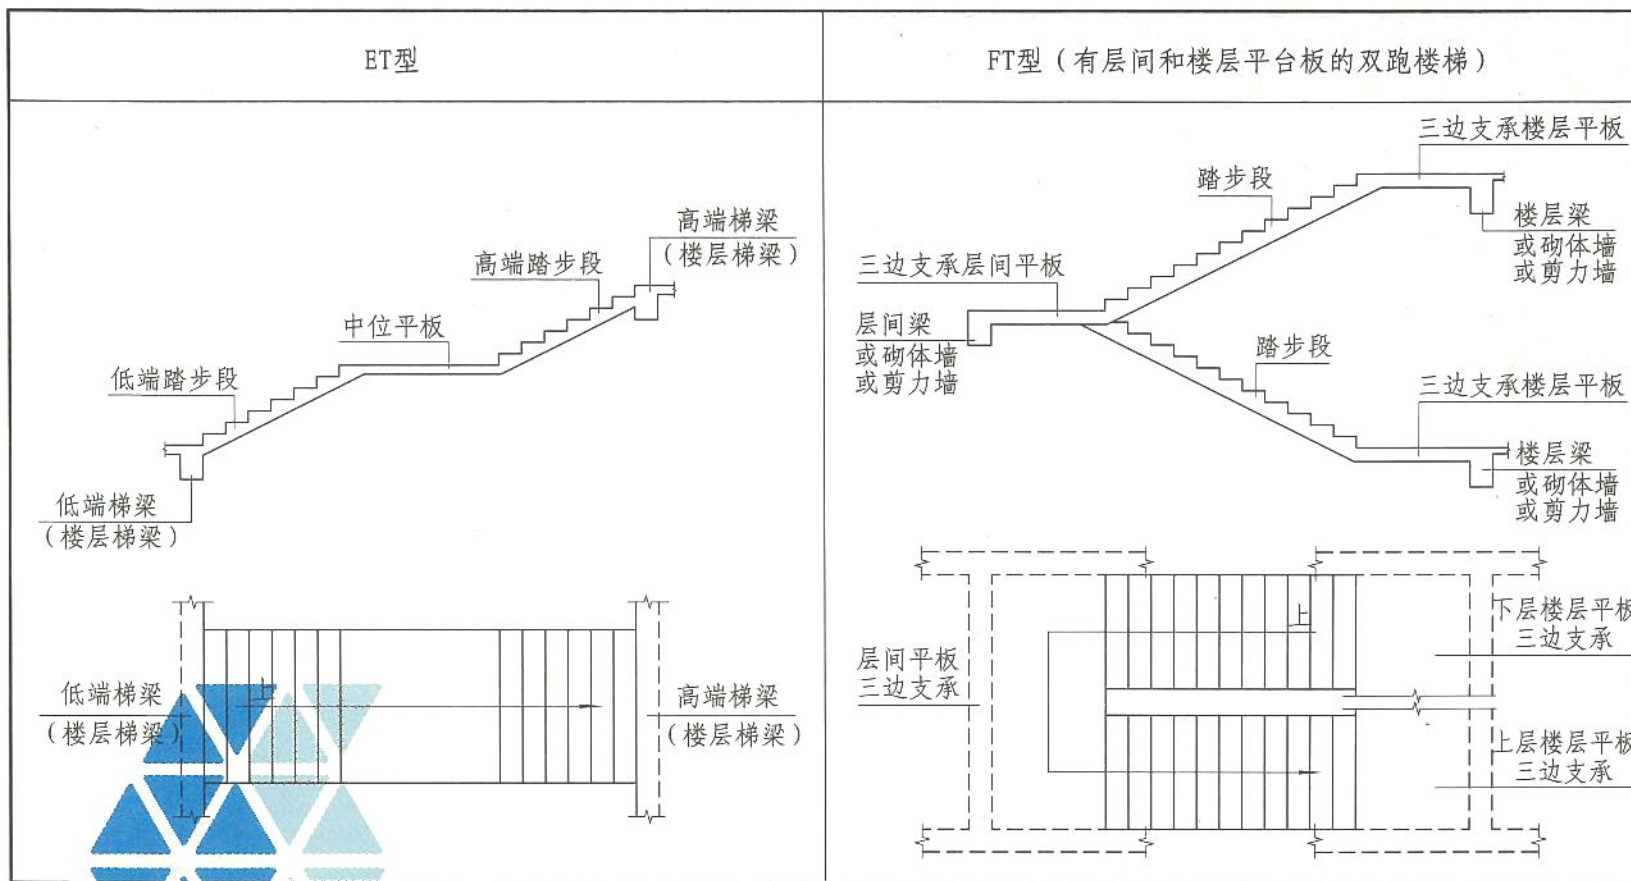 ET型
FT型（有层间和楼层平台板的双跑楼梯）
高端梯梁
（楼层梯梁）
高端踏步段
中位平板
低端踏步段
低端梯梁
（楼层梯梁）
上
低端梯梁
（楼层梯梁）
高端梯梁
（楼层梯梁）
三边支承楼层平板
踏步段
楼层梁
或砌体墙
或剪力墙
三边支承层间平板
层间梁
或砌体墙
或剪力墙
踏步段
三边支承楼层平板
楼层梁
或砌体墙
或剪力墙
上
下层楼层平板
三边支承
层间平板
三边支承
上层楼层平板
三边支承